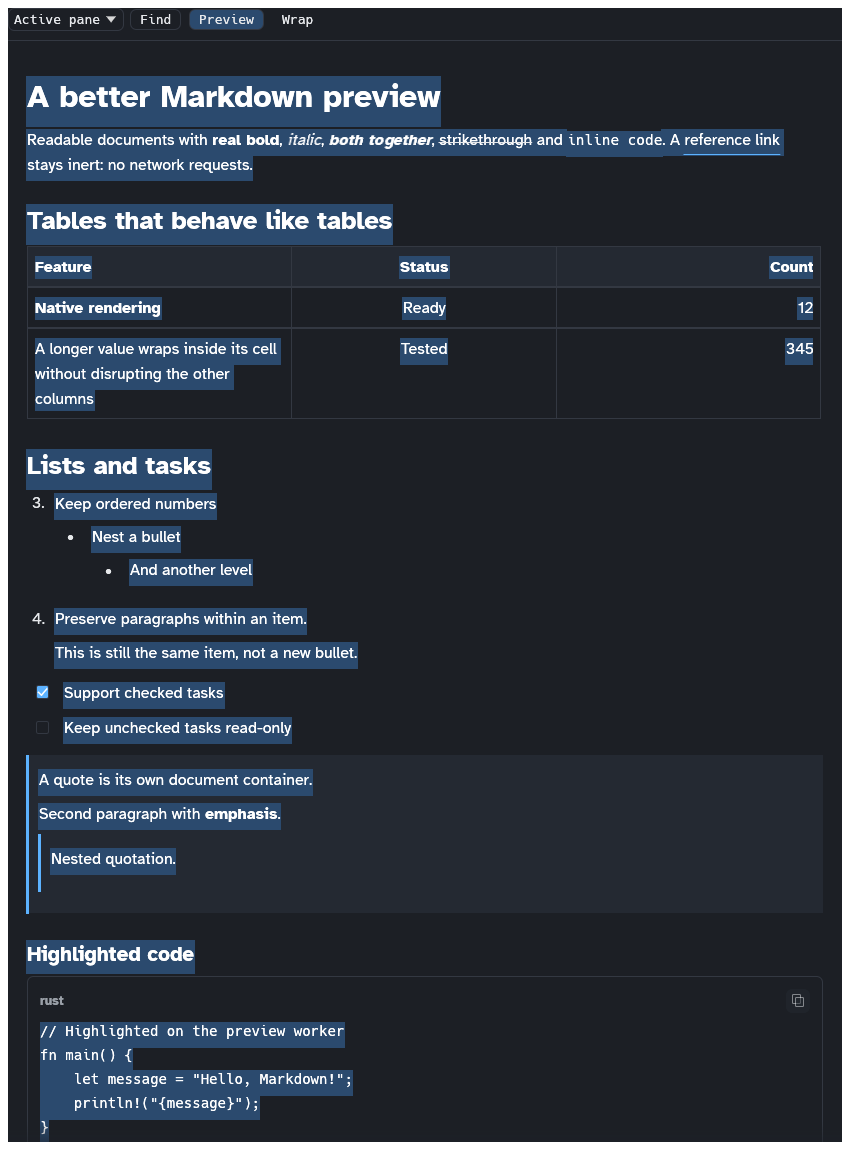 Active pane ▼ Find Preview Wrap
A better Markdown preview
Readable documents with real bold, italic, both together, strikethrough and inline code. A reference link
stays inert: no network requests.
Tables that behave like tables
Feature Status Count
Native rendering Ready 12
A longer value wraps inside its cell Tested 345
without disrupting the other
columns
Lists and tasks
3. Keep ordered numbers
• Nest a bullet
• And another level
4. Preserve paragraphs within an item.
This is still the same item, not a new bullet.
Support checked tasks
Keep unchecked tasks read-only
A quote is its own document container.
Second paragraph with emphasis.
Nested quotation.
Highlighted code
rust
// Highlighted on the preview worker
fn main() {
    let message = "Hello, Markdown!";
    println!("{message}");
}